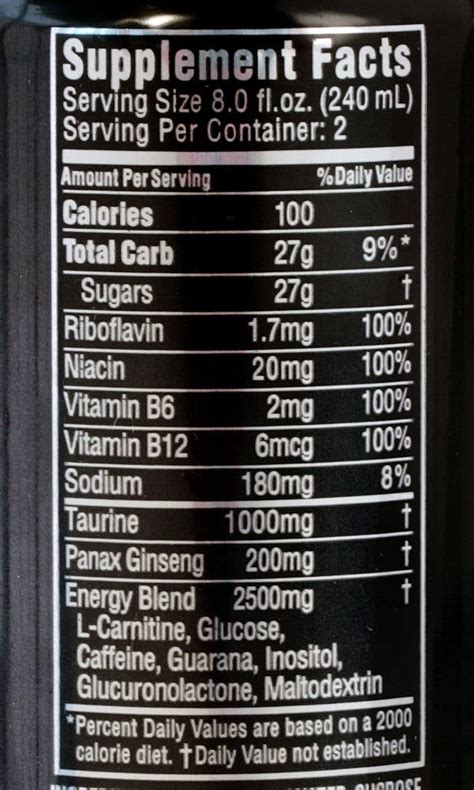 Supplement Facts
Serving Size 8.0 fl.oz. (240 mL)
Serving Per Container: 2
Amount Per Serving %Daily Value
Calories 100
Total Carb 27g 9%*
Sugars 27g †
Riboflavin 1.7mg 100%
Niacin 20mg 100%
Vitamin B6 2mg 100%
Vitamin B12 6mcg 100%
Sodium 180mg 8%
Taurine 1000mg †
Panax Ginseng 200mg †
Energy Blend 2500mg †
L-Carnitine, Glucose,
Caffeine, Guarana, Inositol,
Glucuronolactone, Maltodextrin
*Percent Daily Values are based on a 2000
calorie diet. †Daily Value not established.